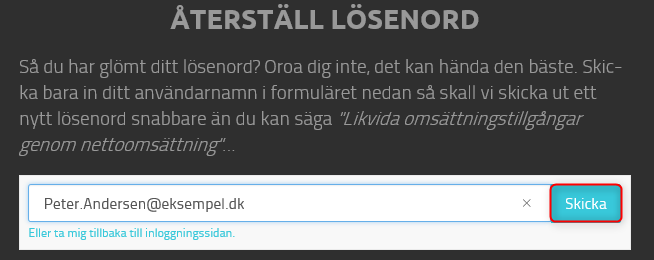 ÅTERSTÄLL LÖSENORD
Så du har glömt ditt lösenord? Oroa dig inte, det kan hända den bäste. Skic-
ka bara in ditt användarnamn i formuläret nedan så skall vi skicka ut ett
nytt lösenord snabbare än du kan säga "Likvida omsättningstillgångar
genom nettoomsättning"...
Peter.Andersen@eksempel.dk × Skicka
Eller ta mig tillbaka till inloggningssidan.